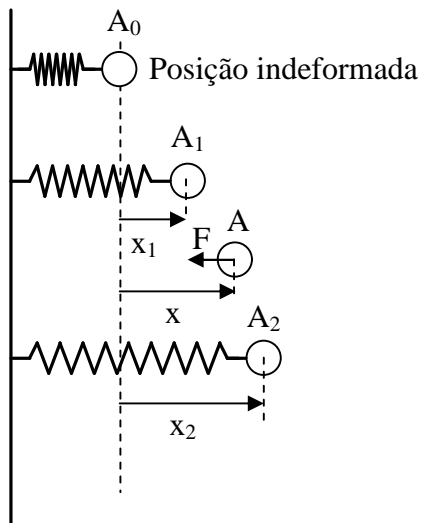 A₀
Posição indeformada
A₁
x₁
F
A
x
A₂
x₂